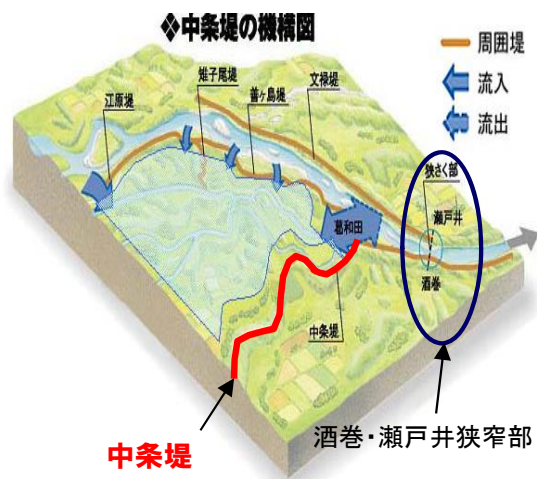 ❖中条堤の機構図
周囲堤
流入
流出
雉子尾堤
善ヶ島堤
文禄堤
江原堤
狭さく部
瀬戸井
葛和田
酒巻
中条堤
酒巻・瀬戸井狭窄部
中条堤